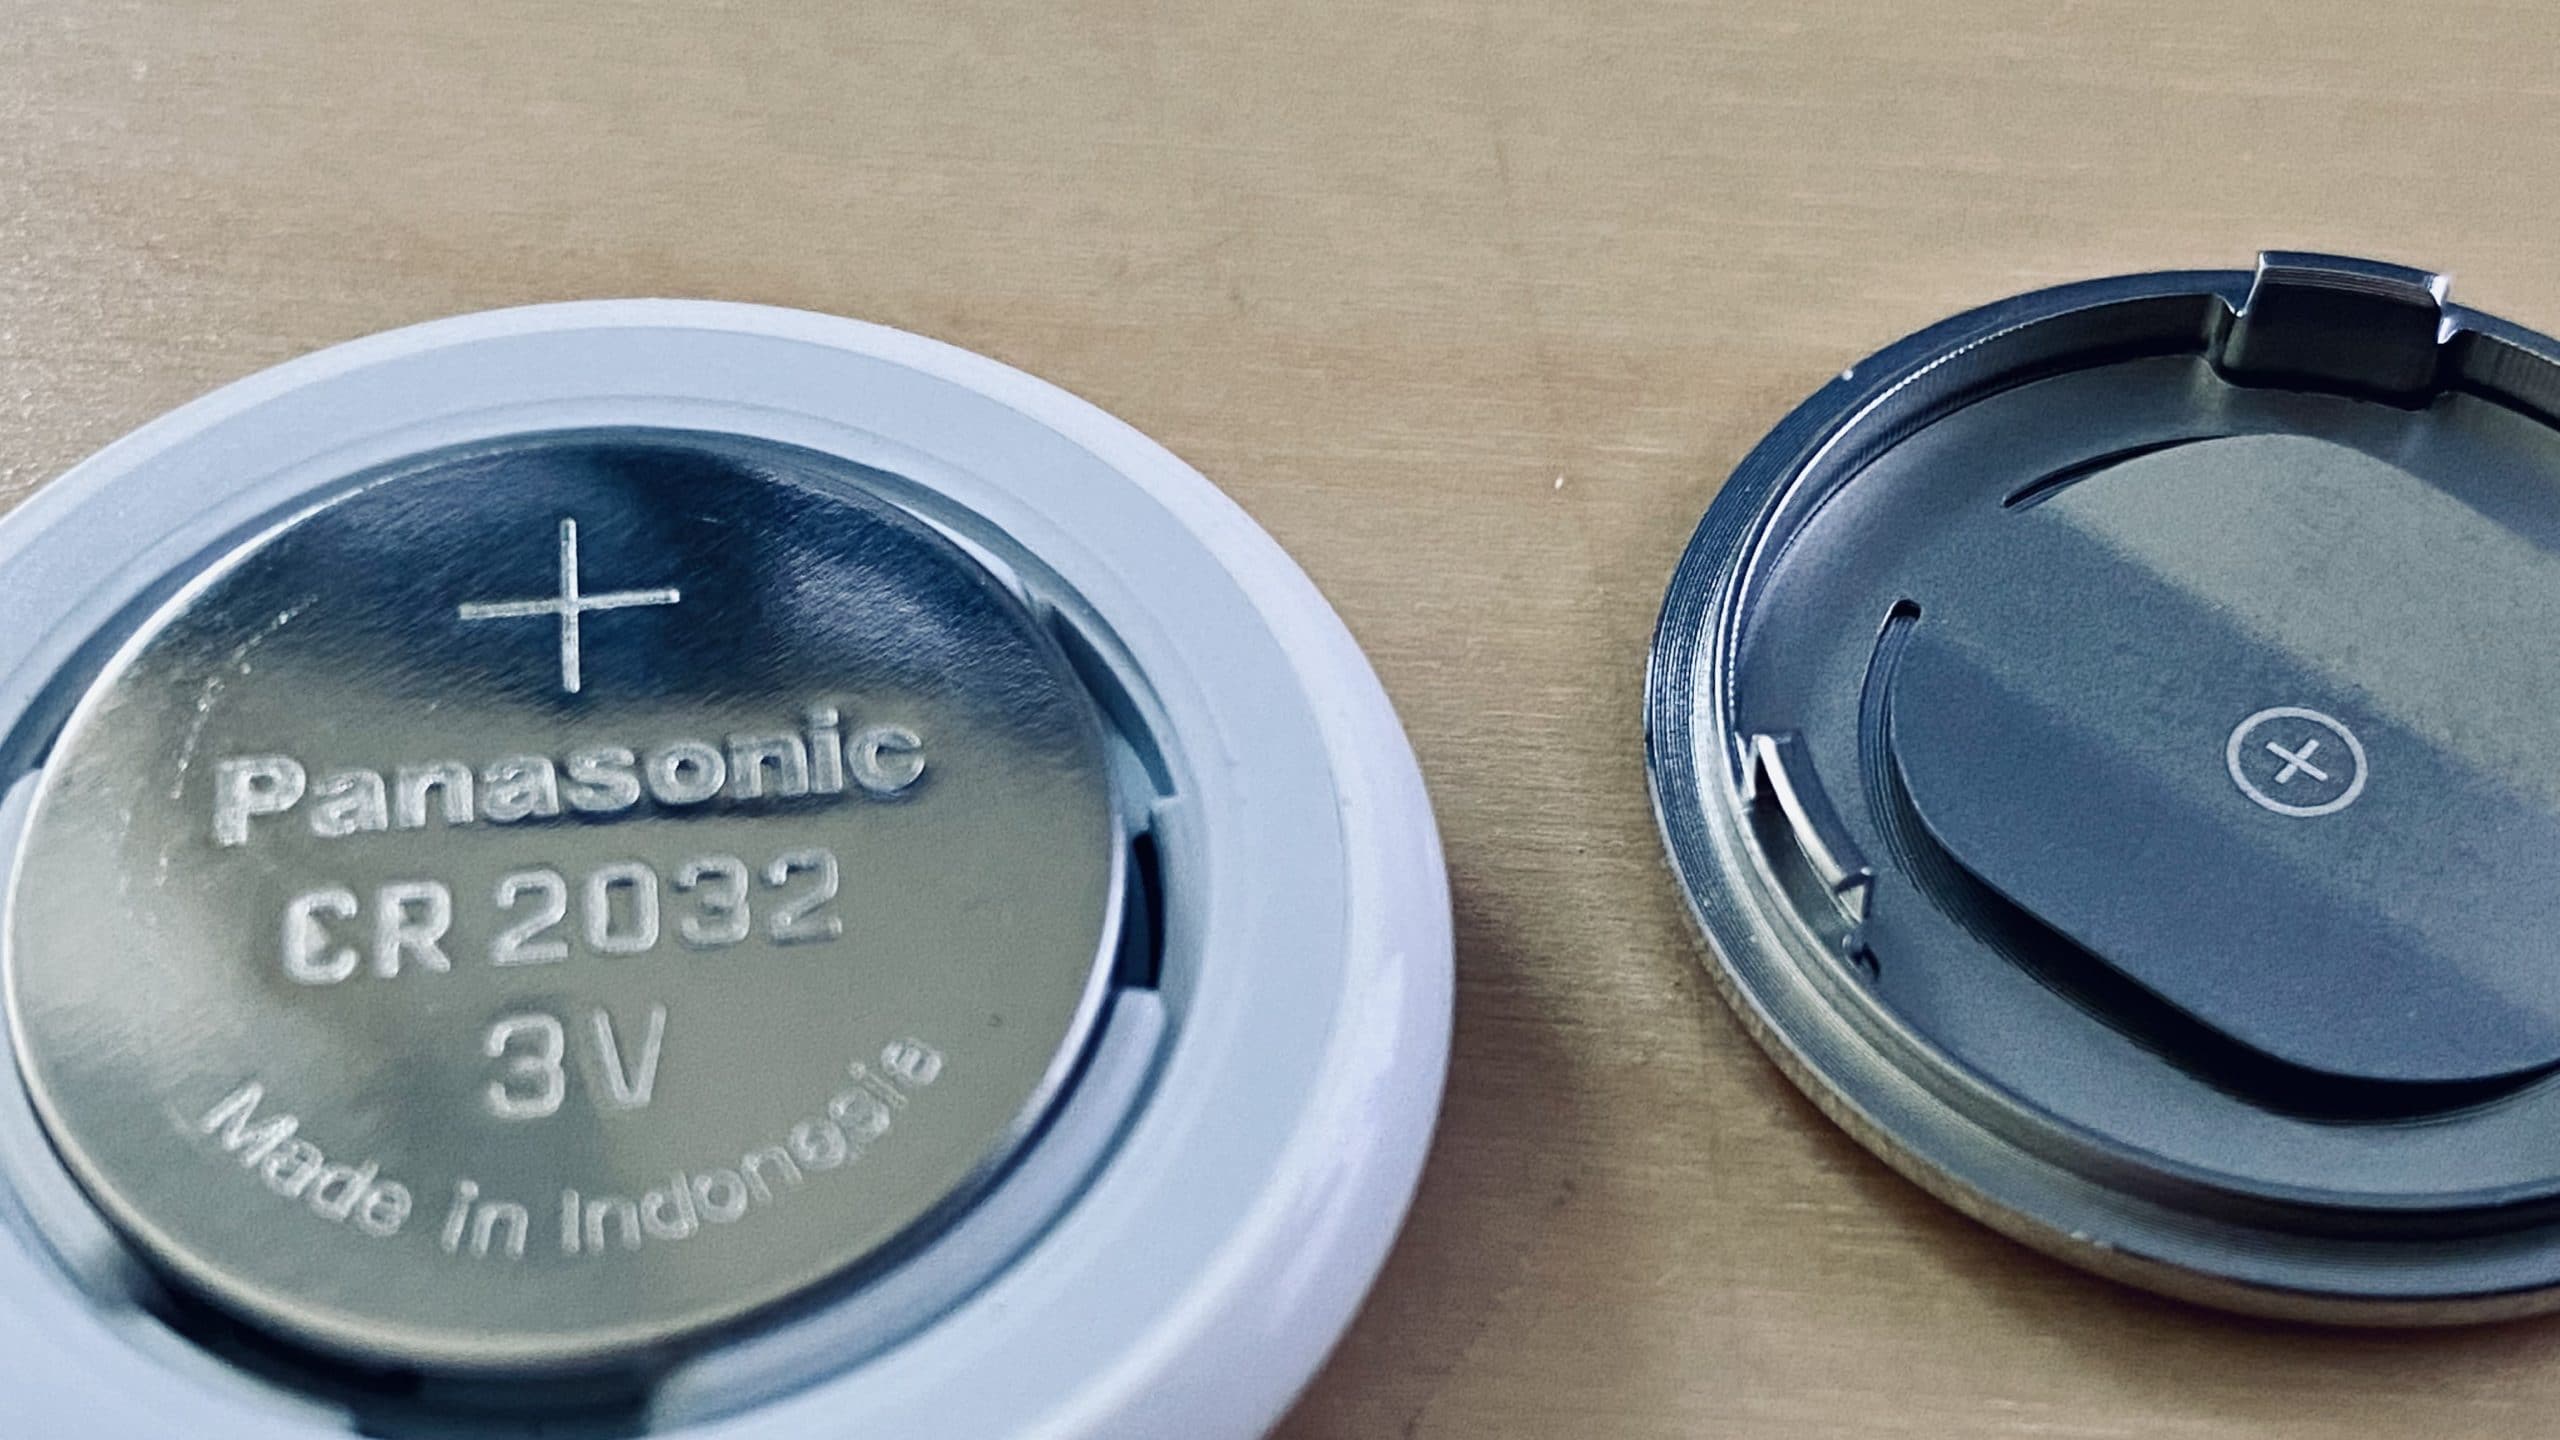 +
Panasonic
CR 2032
3V
Made in Indonesia
+